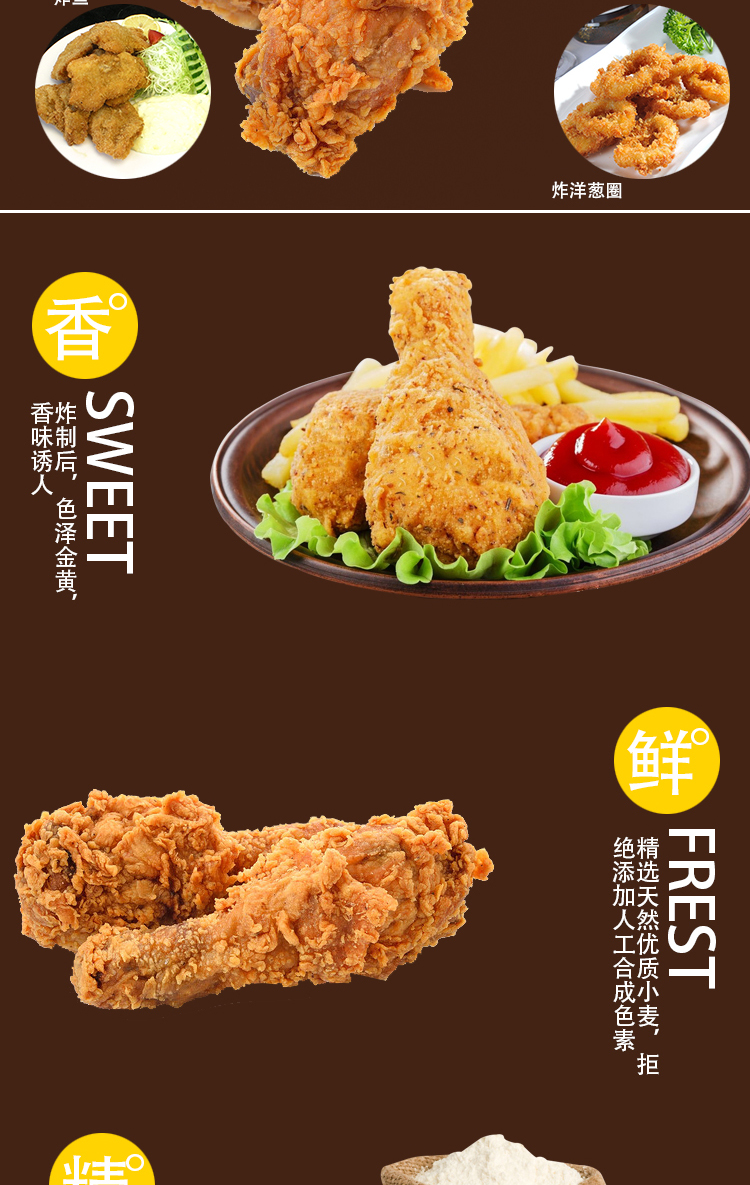 炸洋葱圈
香
SWEET
炸制后，色泽金黄，
香味诱人
鲜
FREST
精选天然优质小麦，拒
绝添加人工合成色素